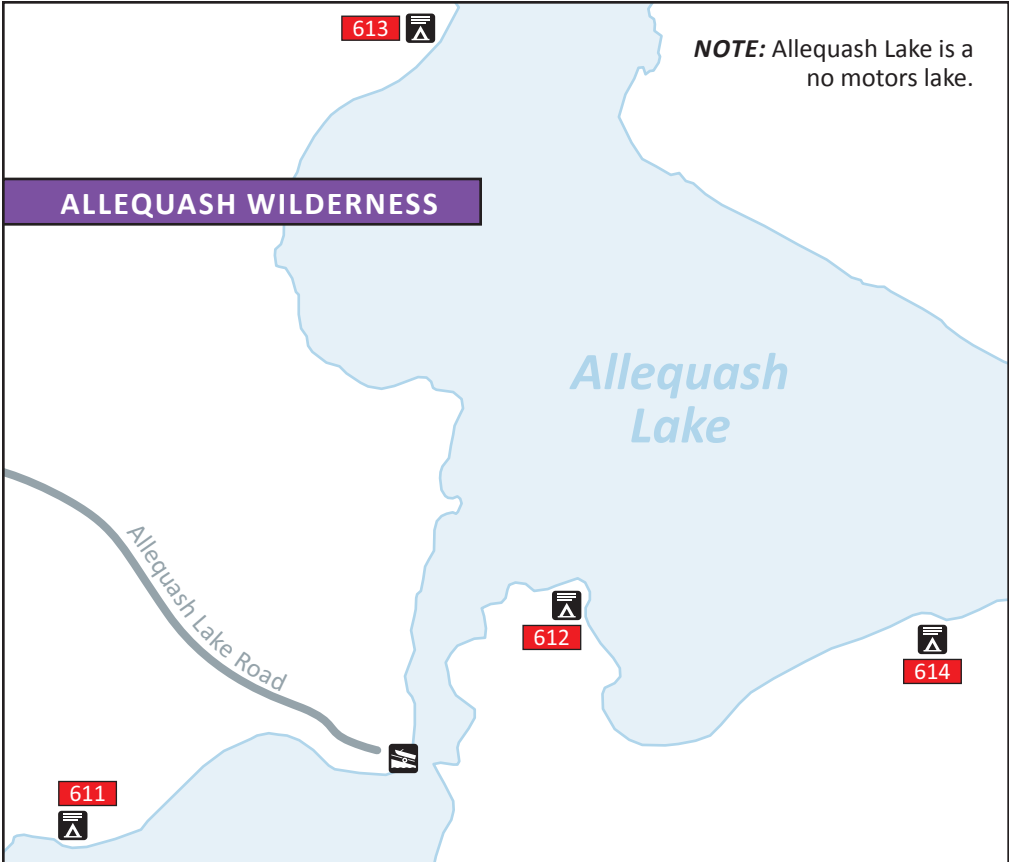 613
NOTE: Allequash Lake is a
no motors lake.
ALLEQUASH WILDERNESS
Allequash
Lake
Allequash Lake Road
612
614
611